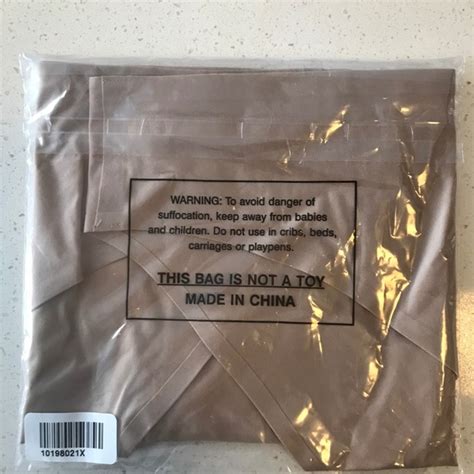 WARNING: To avoid danger of
suffocation, keep away from babies
and children. Do not use in cribs, beds,
carriages or playpens.
THIS BAG IS NOT A TOY
MADE IN CHINA
10198021X